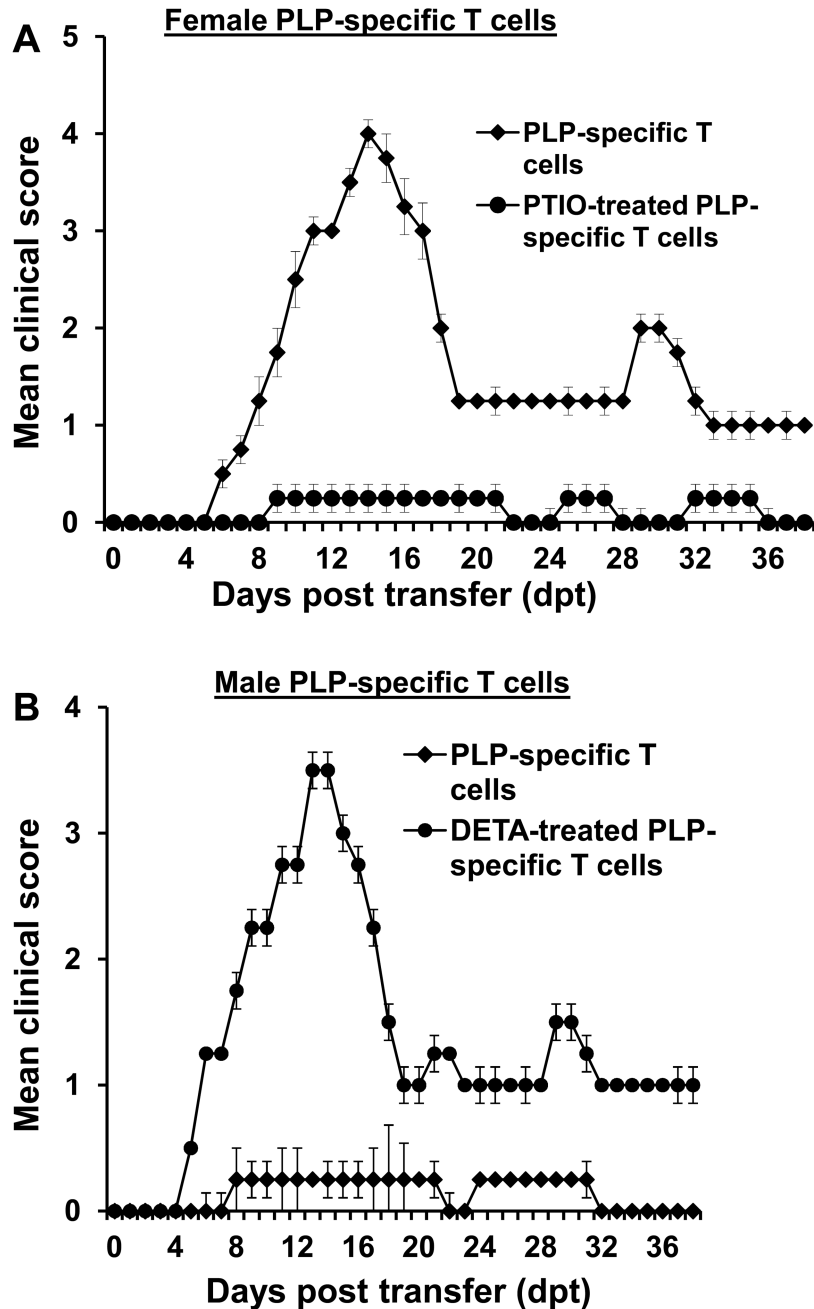 A
Female PLP-specific T cells
5
4
3
2
1
0
Mean clinical score
PLP-specific T
cells
PTIO-treated PLP-
specific T cells
0 4 8 12 16 20 24 28 32 36
Days post transfer (dpt)
B
Male PLP-specific T cells
4
3
2
1
0
Mean clinical score
PLP-specific T
cells
DETA-treated PLP-
specific T cells
0 4 8 12 16 20 24 28 32 36
Days post transfer (dpt)